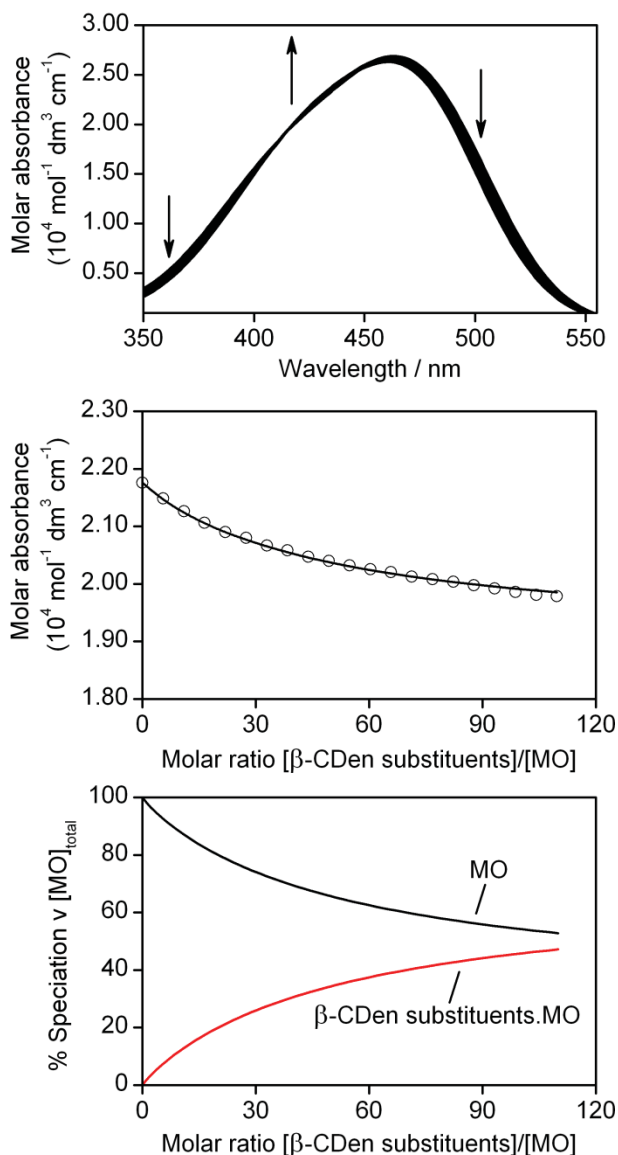 Molar absorbance
(10⁴ mol⁻¹ dm³ cm⁻¹)
3.00
2.50
2.00
1.50
1.00
0.50
350 400 450 500 550
Wavelength / nm
Molar absorbance
(10⁴ mol⁻¹ dm³ cm⁻¹)
2.30
2.20
2.10
2.00
1.90
1.80
0 30 60 90 120
Molar ratio [β-CDen substituents]/[MO]
% Speciation v [MO]total
100
80
60
40
20
0
MO
β-CDen substituents.MO
0 30 60 90 120
Molar ratio [β-CDen substituents]/[MO]